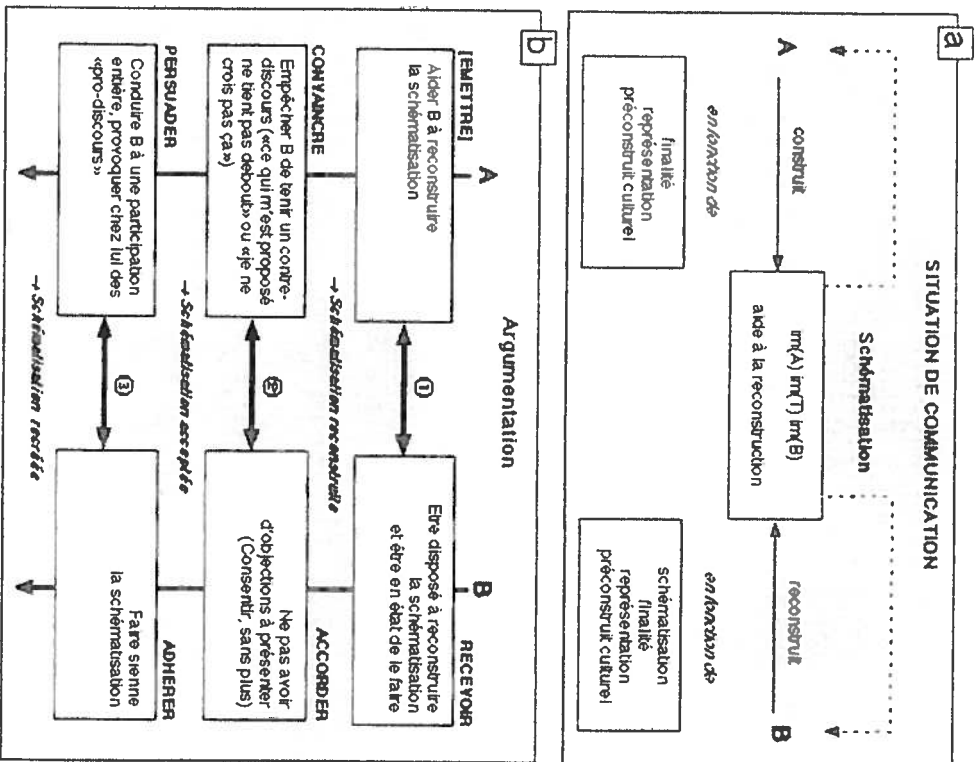 a
SITUATION DE COMMUNICATION
Schématisation
A
construit
im(A) im(T) im(B)
aide à la reconstruction
reconstruit
B
en fonction de
finalité
représentation
préconstruit culturel
en fonction de
schématisation
finalité
représentation
préconstruit culturel
b
Argumentation
A
B
[EMETTRE]
Aider B à reconstruire
la schématisation
①
RECEVOIR
Etre disposé à reconstruire
la schématisation
et être en état de le faire
→ Schématisation reconstruite
CONVAINCRE
Empêcher B de tenir un contre-
discours («ce qui m'est proposé
ne tient pas debout» ou «je ne
crois pas ça»)
②
ACCORDER
Ne pas avoir
d'objections à présenter
(Consentir, sans plus)
→ Schématisation acceptée
PERSUADER
Conduire B à une participation
entière, provoquer chez lui des
«pro-discours»
③
ADHERER
Faire sienne
la schématisation
→ Schématisation recréée